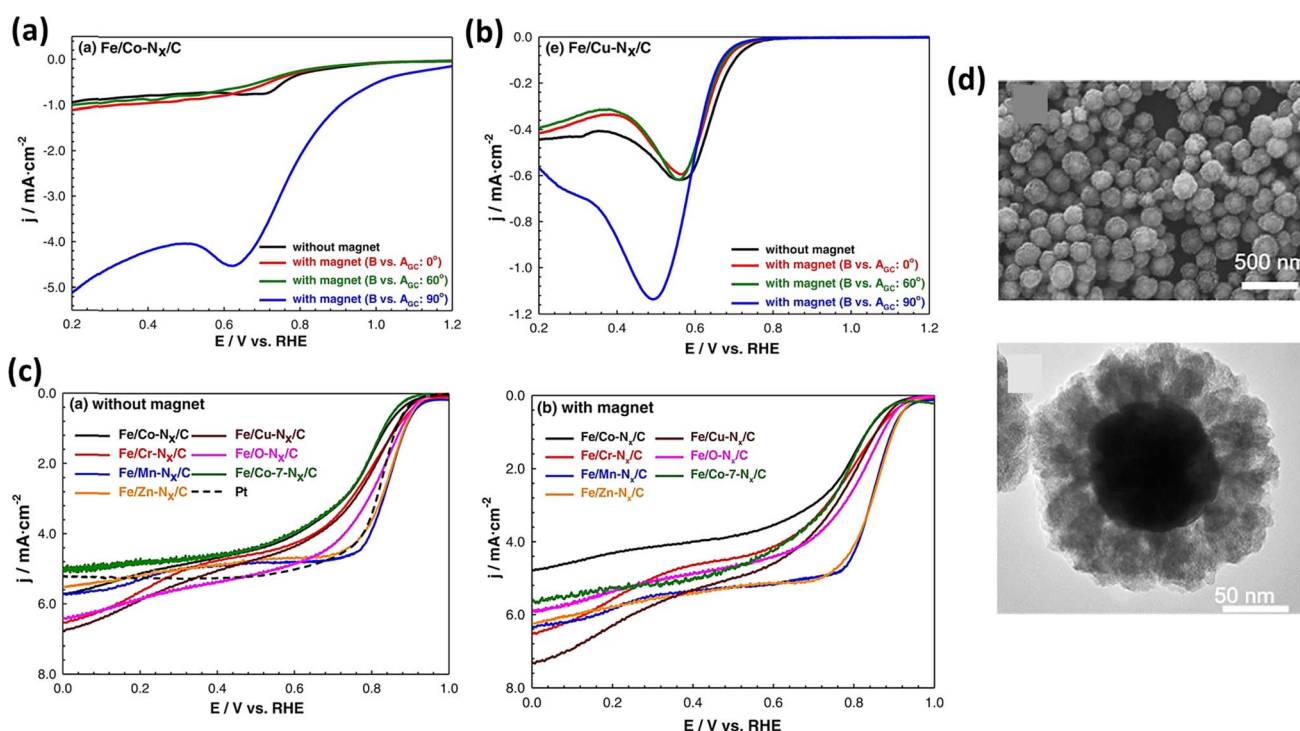 (a)
(a) Fe/Co-Nx/C
0.0
-1.0
-2.0
-3.0
-4.0
-5.0
j / mA·cm-2
without magnet
with magnet (B vs. AGC: 0o)
with magnet (B vs. AGC: 60o)
with magnet (B vs. AGC: 90o)
0.2 0.4 0.6 0.8 1.0 1.2
E / V vs. RHE
(b)
(e) Fe/Cu-Nx/C
0.0
-0.2
-0.4
-0.6
-0.8
-1.0
-1.2
j / mA·cm-2
without magnet
with magnet (B vs. AGC: 0o)
with magnet (B vs. AGC: 60o)
with magnet (B vs. AGC: 90o)
0.2 0.4 0.6 0.8 1.0 1.2
E / V vs. RHE
(c)
(a) without magnet
0.0
2.0
4.0
6.0
8.0
j / mA·cm-2
Fe/Co-Nx/C Fe/Cu-Nx/C
Fe/Cr-Nx/C Fe/O-Nx/C
Fe/Mn-Nx/C Fe/Co-7-Nx/C
Fe/Zn-Nx/C Pt
0.0 0.2 0.4 0.6 0.8 1.0
E / V vs. RHE
(b) with magnet
0.0
2.0
4.0
6.0
8.0
j / mA·cm-2
Fe/Co-Nx/C Fe/Cu-Nx/C
Fe/Cr-Nx/C Fe/O-Nx/C
Fe/Mn-Nx/C Fe/Co-7-Nx/C
Fe/Zn-Nx/C
0.0 0.2 0.4 0.6 0.8 1.0
E / V vs. RHE
(d)
500 nm
50 nm